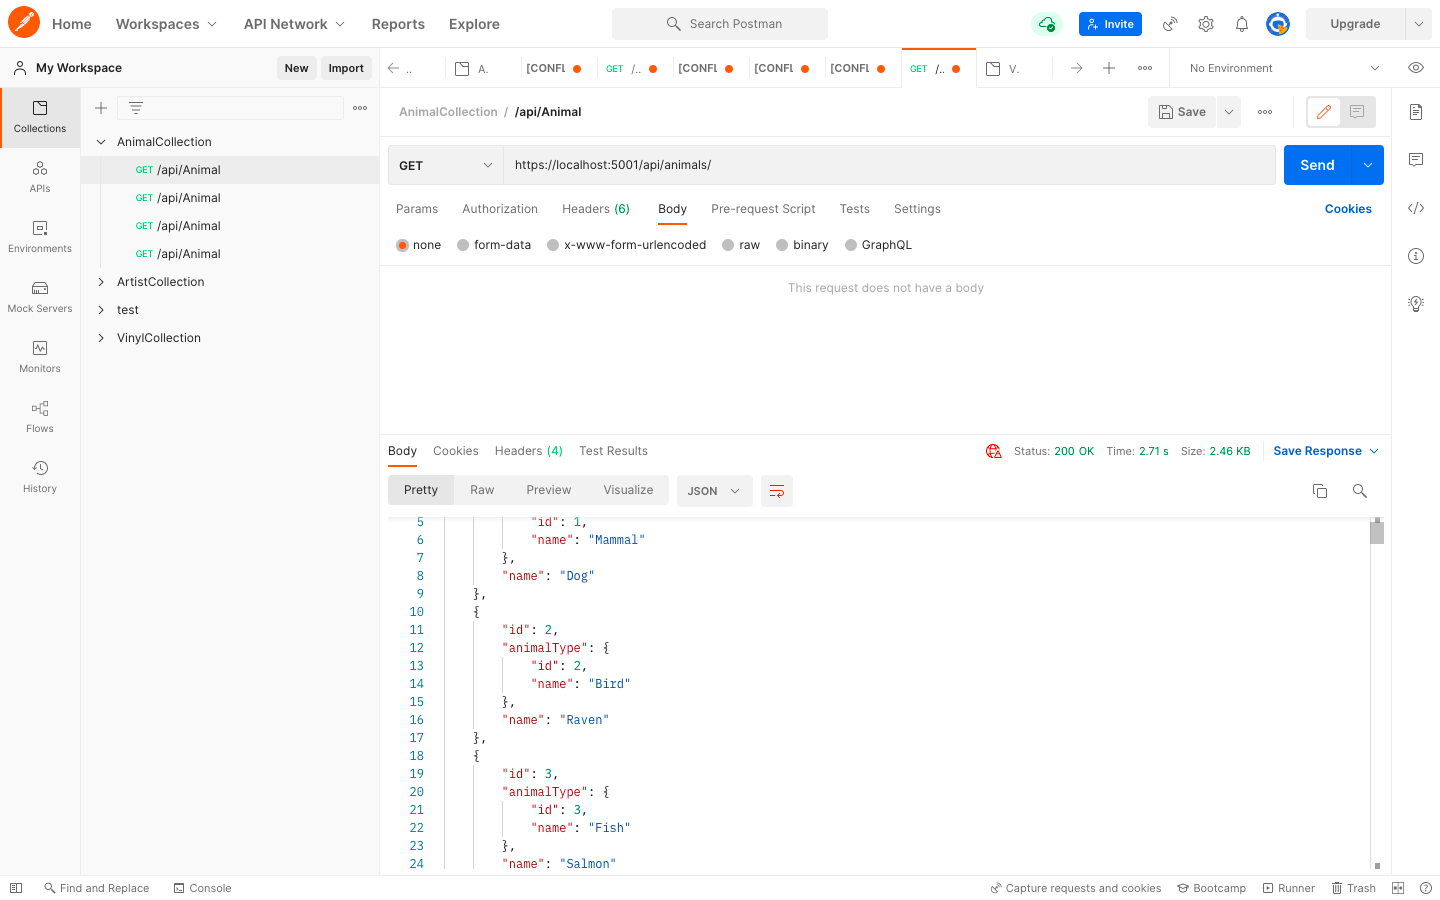 Home
Workspaces
API Network
Reports
Explore
Search Postman
Invite
Upgrade
My Workspace
New
Import
..
A.
[CONFL
GET /..
[CONFL
[CONFL
[CONFL
GET /..
V.
No Environment
Collections
APIs
Environments
Mock Servers
Monitors
Flows
History
AnimalCollection
GET /api/Animal
GET /api/Animal
GET /api/Animal
GET /api/Animal
ArtistCollection
test
VinylCollection
AnimalCollection / /api/Animal
Save
GET
https://localhost:5001/api/animals/
Send
Params
Authorization
Headers (6)
Body
Pre-request Script
Tests
Settings
Cookies
none
form-data
x-www-form-urlencoded
raw
binary
GraphQL
This request does not have a body
Body
Cookies
Headers (4)
Test Results
Status: 200 OK
Time: 2.71 s
Size: 2.46 KB
Save Response
Pretty
Raw
Preview
Visualize
JSON
5 "id": 1,
6 "name": "Mammal"
7 },
8 "name": "Dog"
9 },
10 {
11 "id": 2,
12 "animalType": {
13 "id": 2,
14 "name": "Bird"
15 },
16 "name": "Raven"
17 },
18 {
19 "id": 3,
20 "animalType": {
21 "id": 3,
22 "name": "Fish"
23 },
24 "name": "Salmon"
Find and Replace
Console
Capture requests and cookies
Bootcamp
Runner
Trash